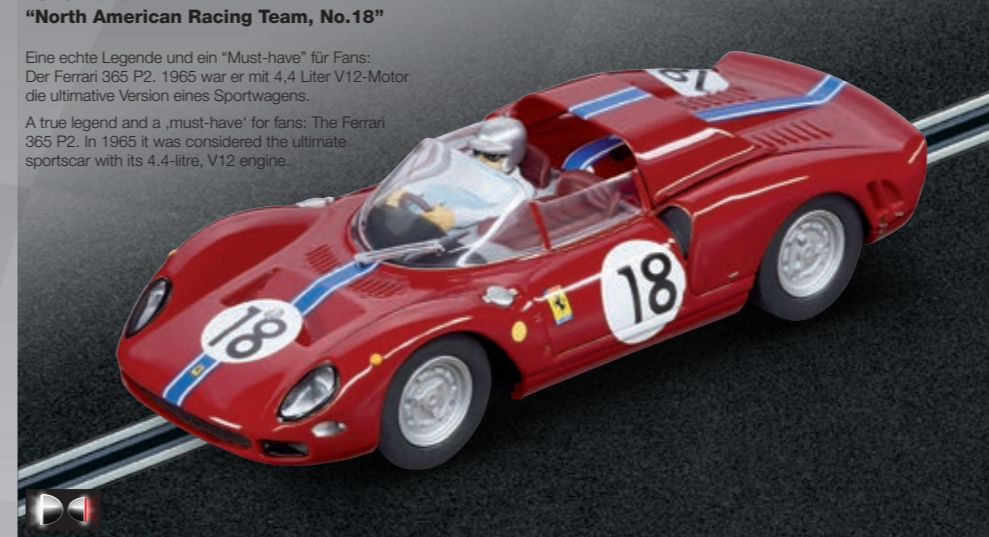 “North American Racing Team, No.18”
Eine echte Legende und ein “Must-have” für Fans:
Der Ferrari 365 P2. 1965 war er mit 4,4 Liter V12-Motor
die ultimative Version eines Sportwagens.
A true legend and a ‚must-have‘ for fans: The Ferrari
365 P2. In 1965 it was considered the ultimate
sportscar with its 4.4-litre, V12 engine.
18
18
18